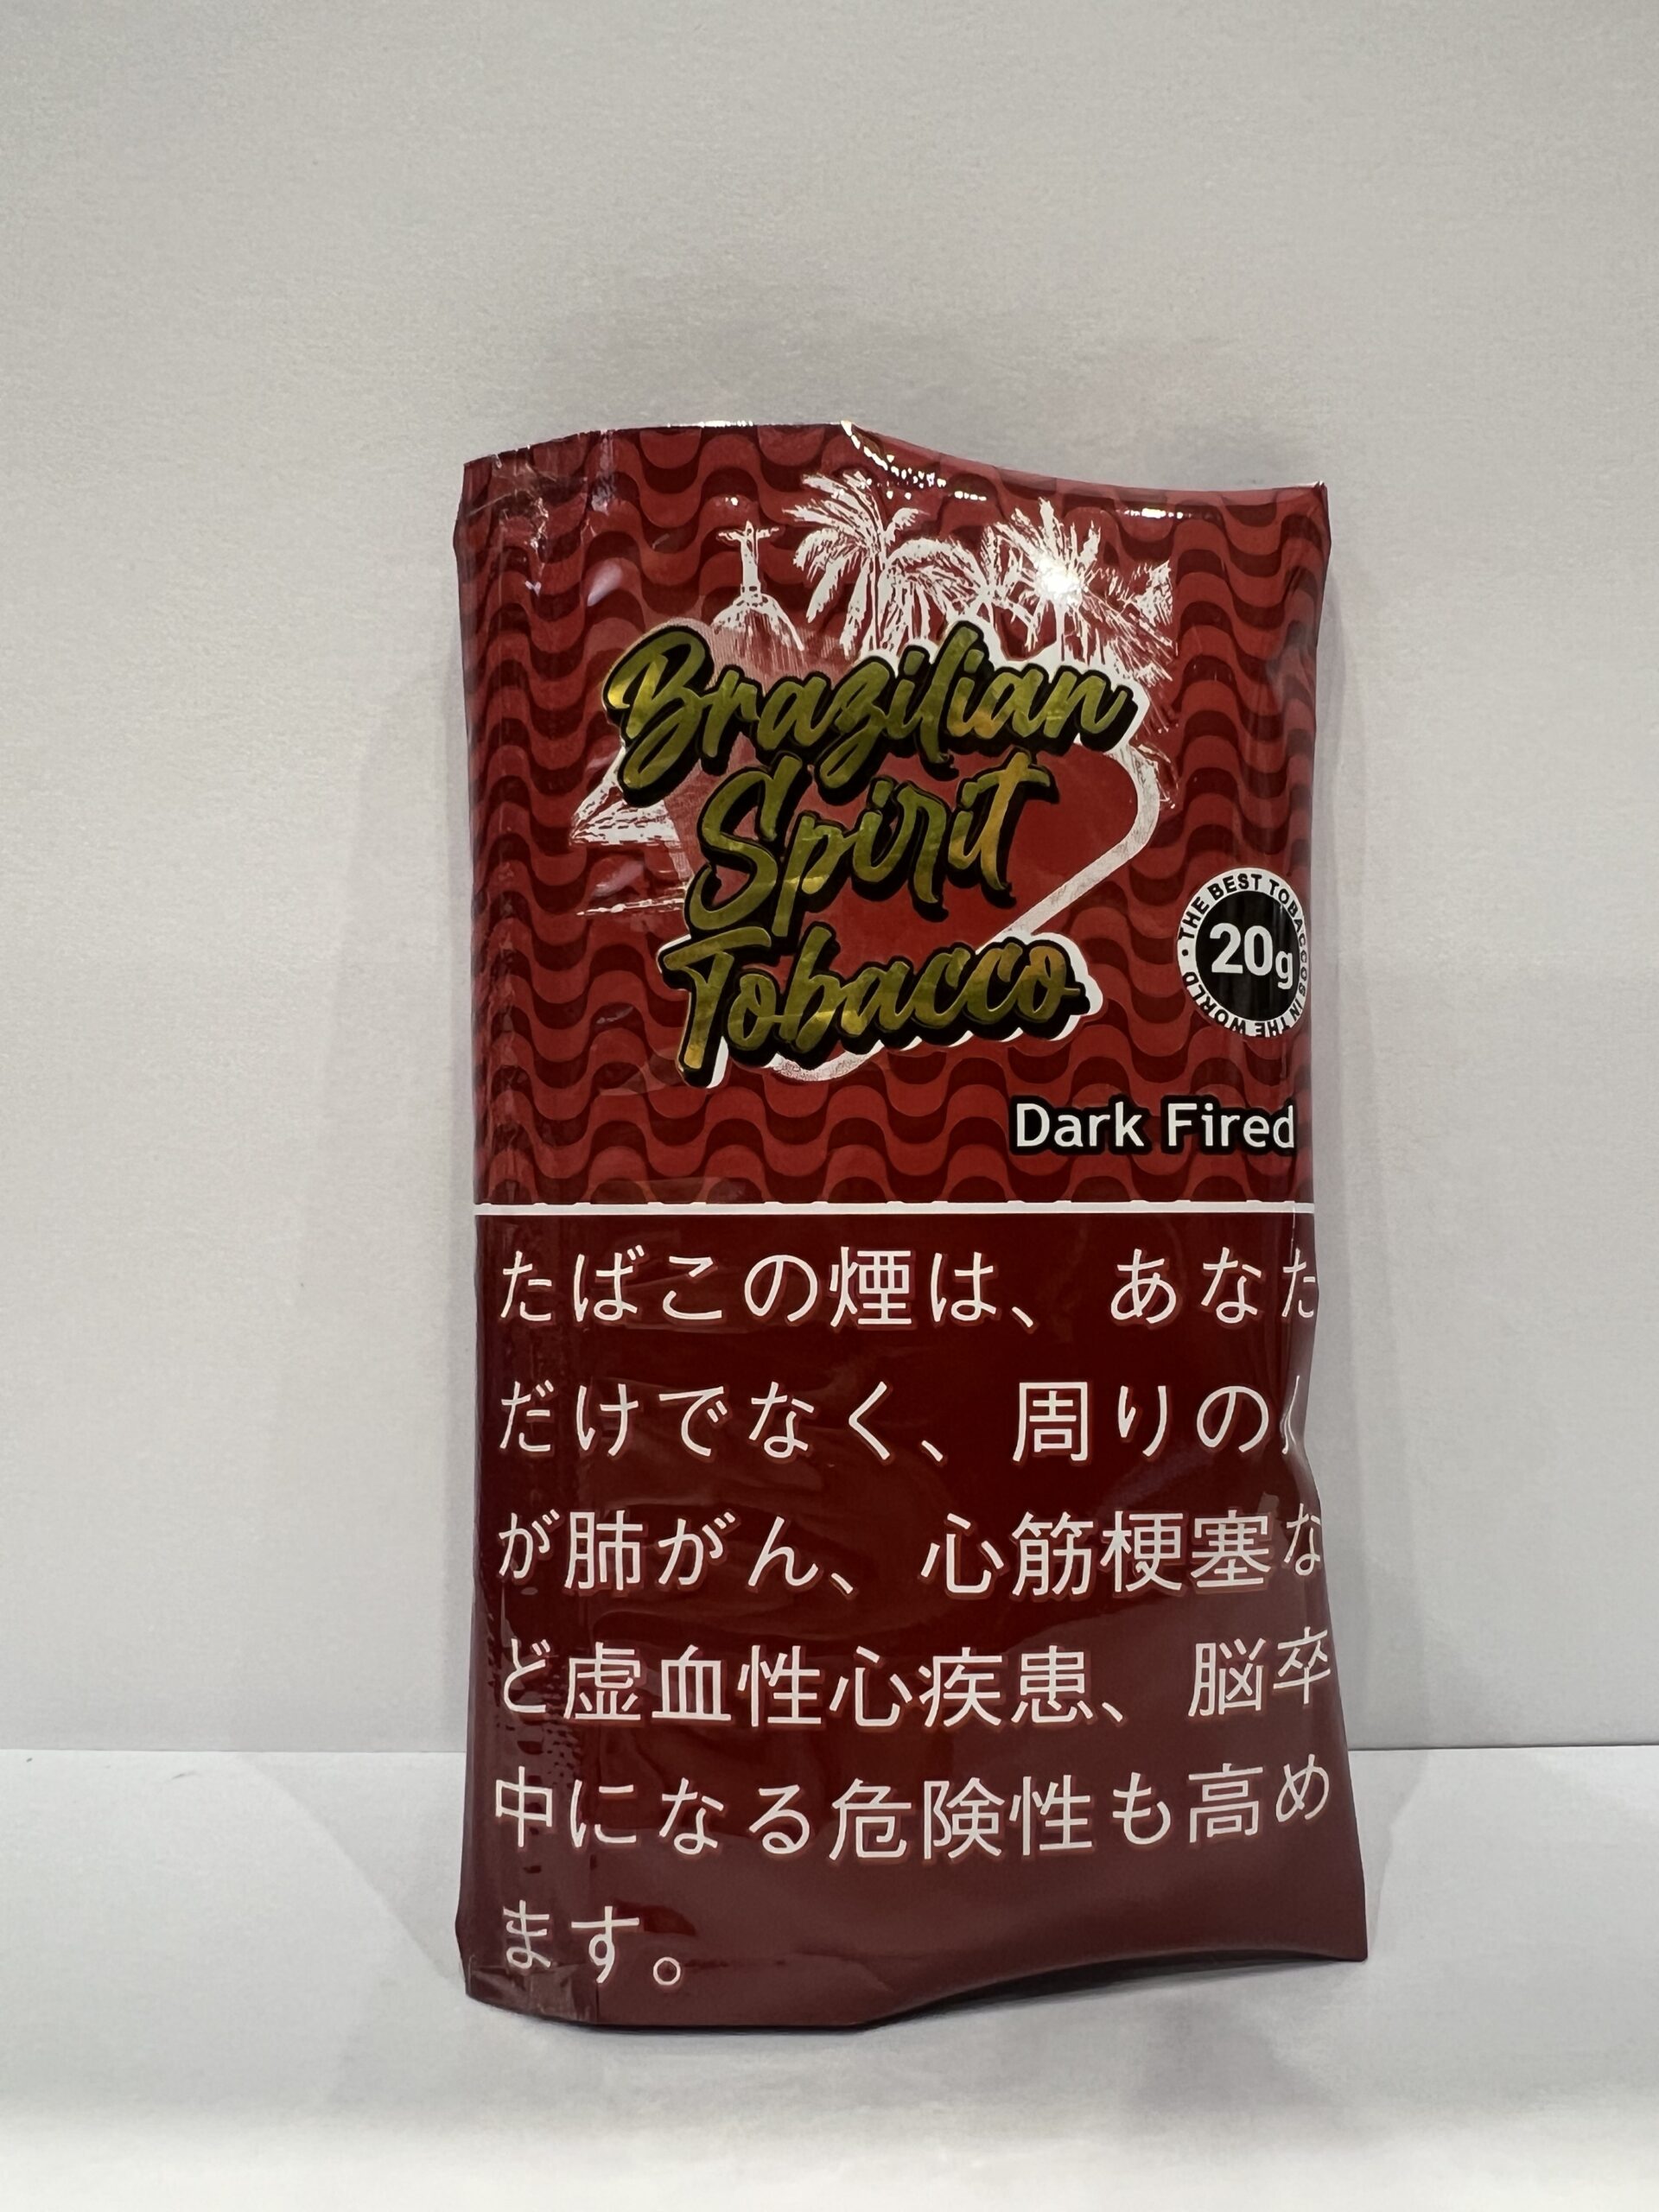 Brazilian
Spirit
Tobacco
THE BEST TOBACCOS IN THE WORLD
20g
Dark Fired
たばこの煙は、あなた
だけでなく、周りの人
が肺がん、心筋梗塞な
ど虚血性心疾患、脳卒
中になる危険性も高め
ます。